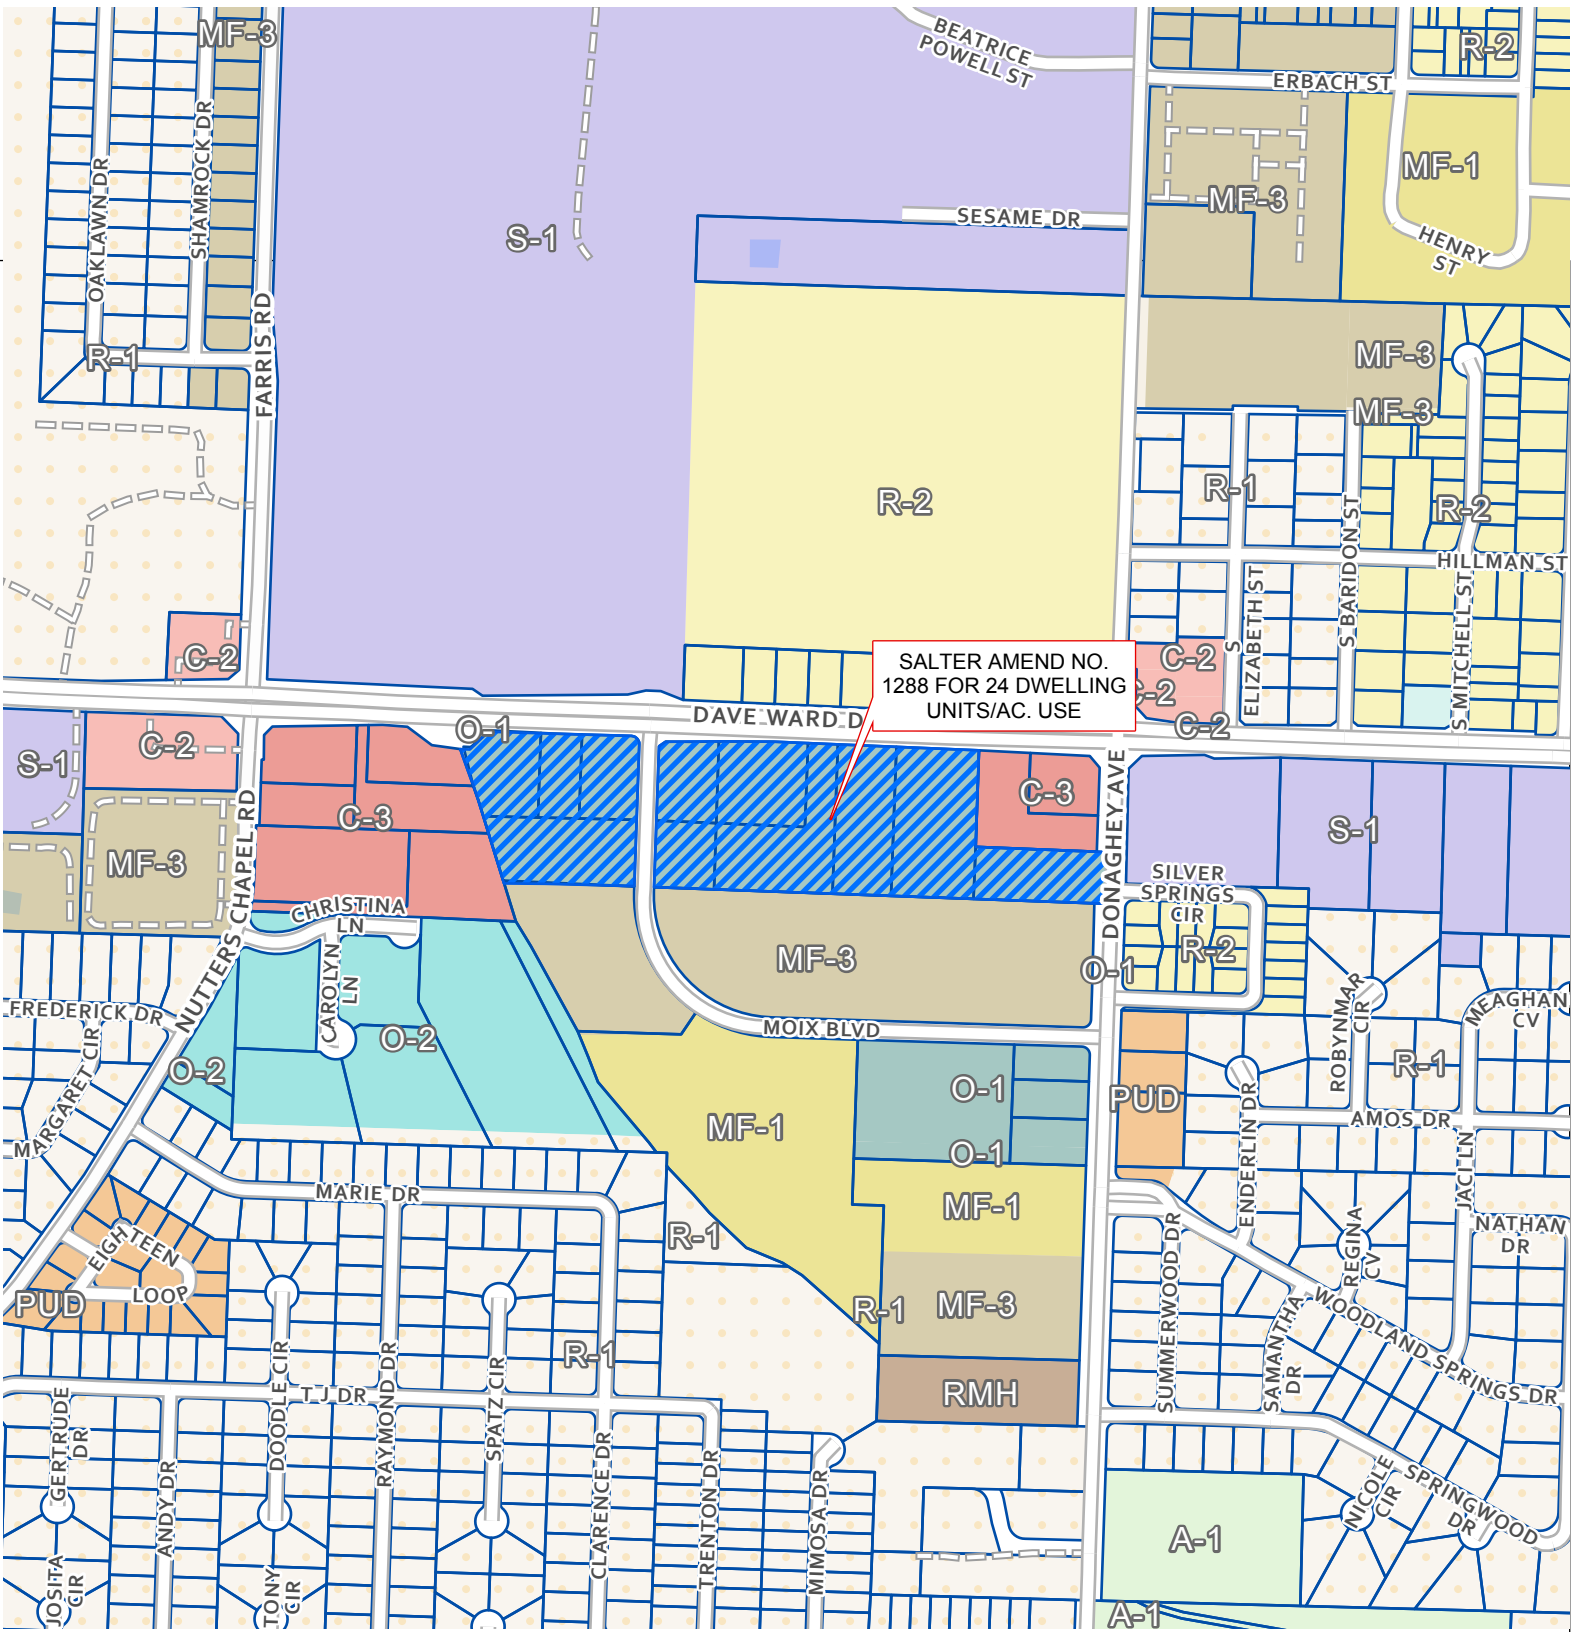 MF-3
BEATRICE
POWELL ST
R-2
ERBACH ST
SHAMROCK DR
OAKLAWN DR
MF-1
MF-3
SESAME DR
S-1
HENRY
ST
R-1
FARRIS RD
MF-3
MF-3
R-2
R-1
R-2
S BARIDON ST
HILLMAN ST
S
ELIZABETH ST
S MITCHELL ST
C-2
C-2
C-2
C-2
SALTER AMEND NO.
1288 FOR 24 DWELLING
UNITS/AC. USE
DAVE WARD D
O-1
C-2
S-1
C-3
C-3
DONAGHEY AVE
S-1
MF-3
NUTTERS CHAPEL RD
CHRISTINA
LN
CAROLYN
LN
SILVER
SPRINGS
CIR
R-2
MF-3
O-1
FREDERICK DR
MARGARET CIR
O-2
O-2
MOIX BLVD
ROBYNMAR
CIR
MEAGHAN
CV
R-1
O-1
PUD
ENDERLIN DR
AMOS DR
MF-1
O-1
JACI LN
MARIE DR
MF-1
R-1
EIGHTEEN
LOOP
PUD
SUMMERWOOD DR
REGINA
CV
NATHAN
DR
R-1
MF-3
SAMANTHA
DR
WOODLAND SPRINGS DR
R-1
RMH
GERTRUDE
DR
DOODLE CIR
T J DR
RAYMOND DR
SPATZ CIR
CLARENCE DR
TRENTON DR
MIMOSA DR
ANDY DR
NICOLE
CIR
SPRINGWOOD
DR
A-1
JOSITA
CIR
TONY
CIR
A-1